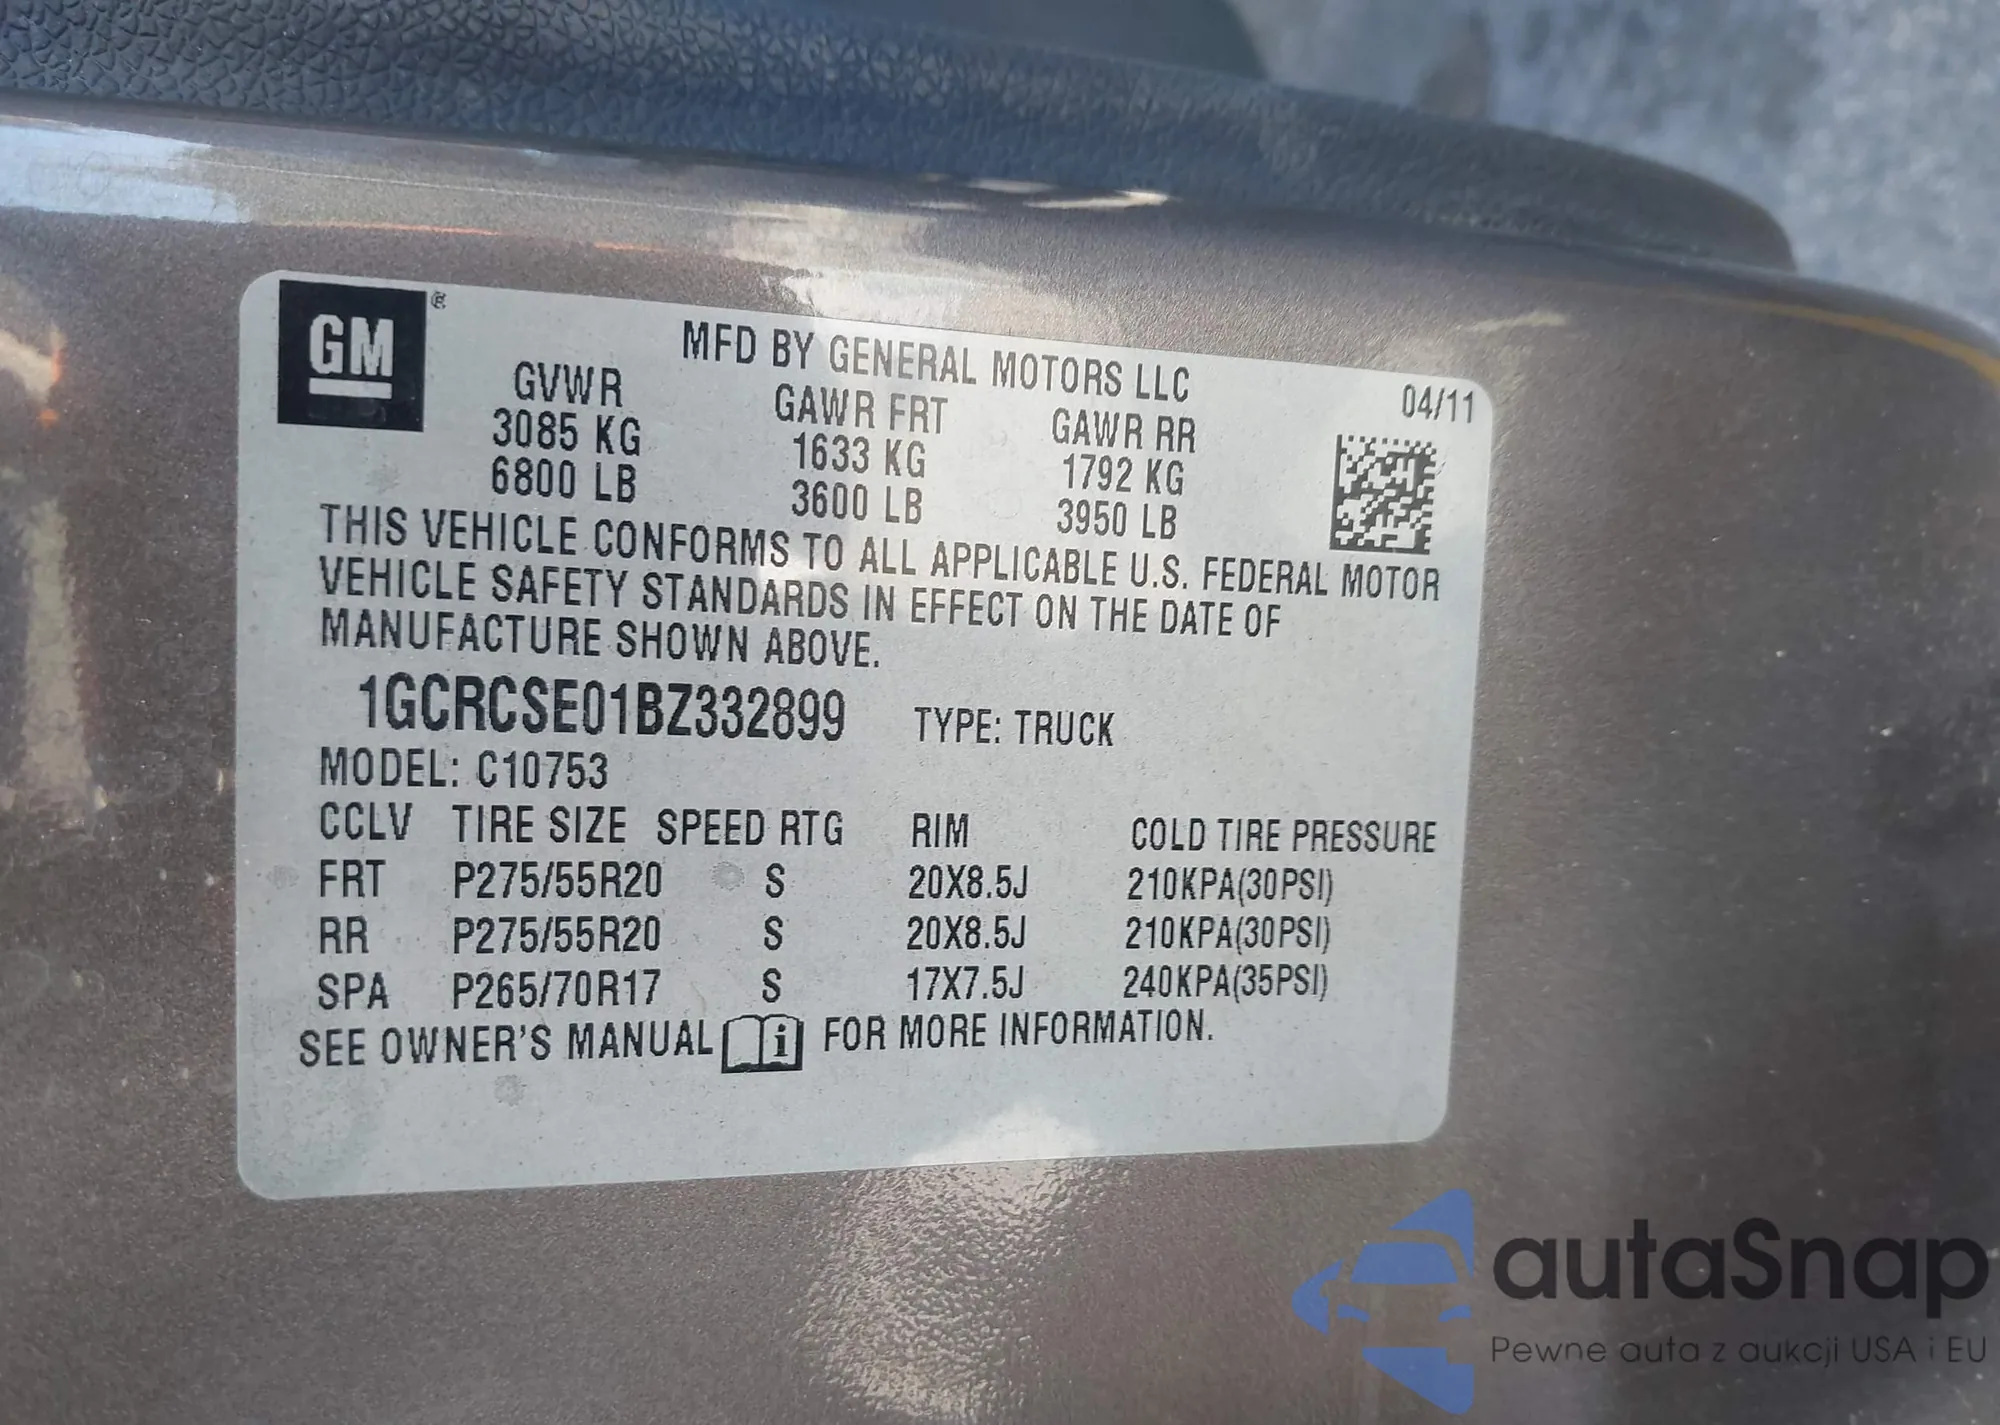 GM ®
MFD BY GENERAL MOTORS LLC
04/11
GVWR GAWR FRT GAWR RR
3085 KG 1633 KG 1792 KG
6800 LB 3600 LB 3950 LB
THIS VEHICLE CONFORMS TO ALL APPLICABLE U.S. FEDERAL MOTOR
VEHICLE SAFETY STANDARDS IN EFFECT ON THE DATE OF
MANUFACTURE SHOWN ABOVE.
1GCRCSE01BZ332899 TYPE: TRUCK
MODEL: C10753
CCLV TIRE SIZE SPEED RTG RIM COLD TIRE PRESSURE
FRT P275/55R20 S 20X8.5J 210KPA(30PSI)
RR P275/55R20 S 20X8.5J 210KPA(30PSI)
SPA P265/70R17 S 17X7.5J 240KPA(35PSI)
SEE OWNER'S MANUAL i FOR MORE INFORMATION.
autaSnap
Pewne auta z aukcji USA i EU